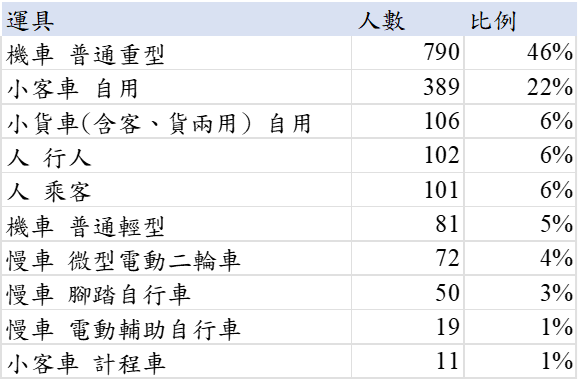 運具 人數 比例
機車 普通重型 790 46%
小客車 自用 389 22%
小貨車(含客、貨兩用) 自用 106 6%
人 行人 102 6%
人 乘客 101 6%
機車 普通輕型 81 5%
慢車 微型電動二輪車 72 4%
慢車 腳踏自行車 50 3%
慢車 電動輔助自行車 19 1%
小客車 計程車 11 1%